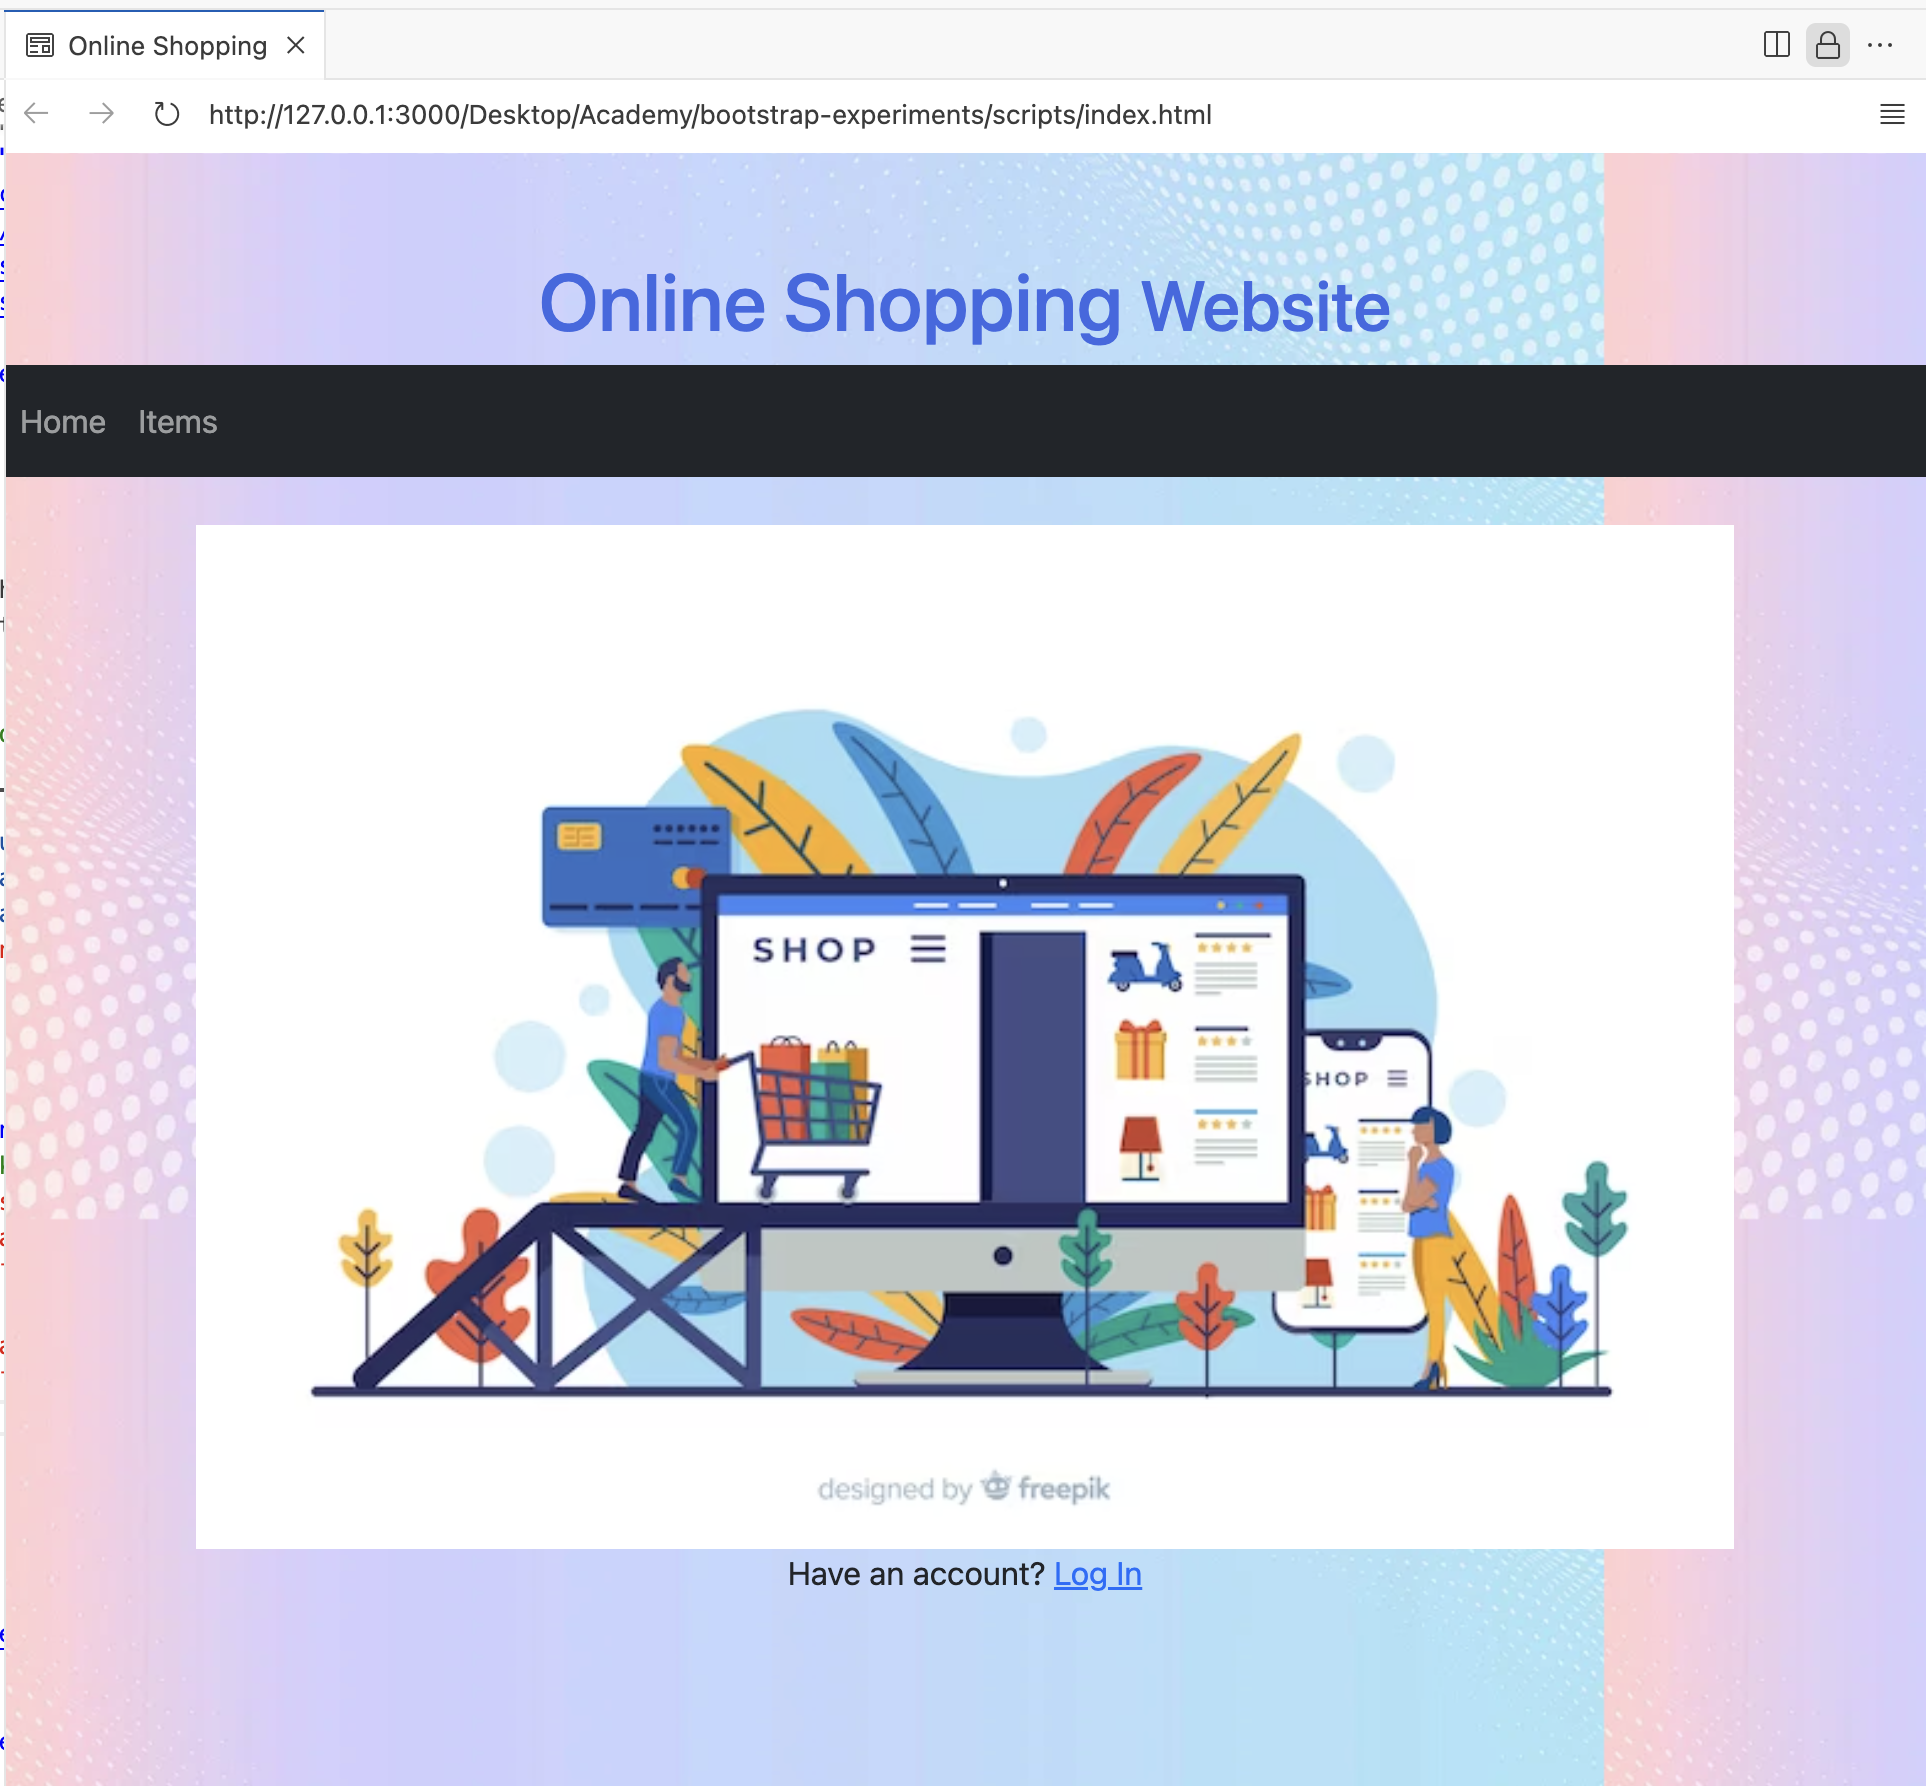 Online Shopping
http://127.0.0.1:3000/Desktop/Academy/bootstrap-experiments/scripts/index.html
Online Shopping Website
Home Items
SHOP
SHOP
designed by freepik
Have an account? Log In